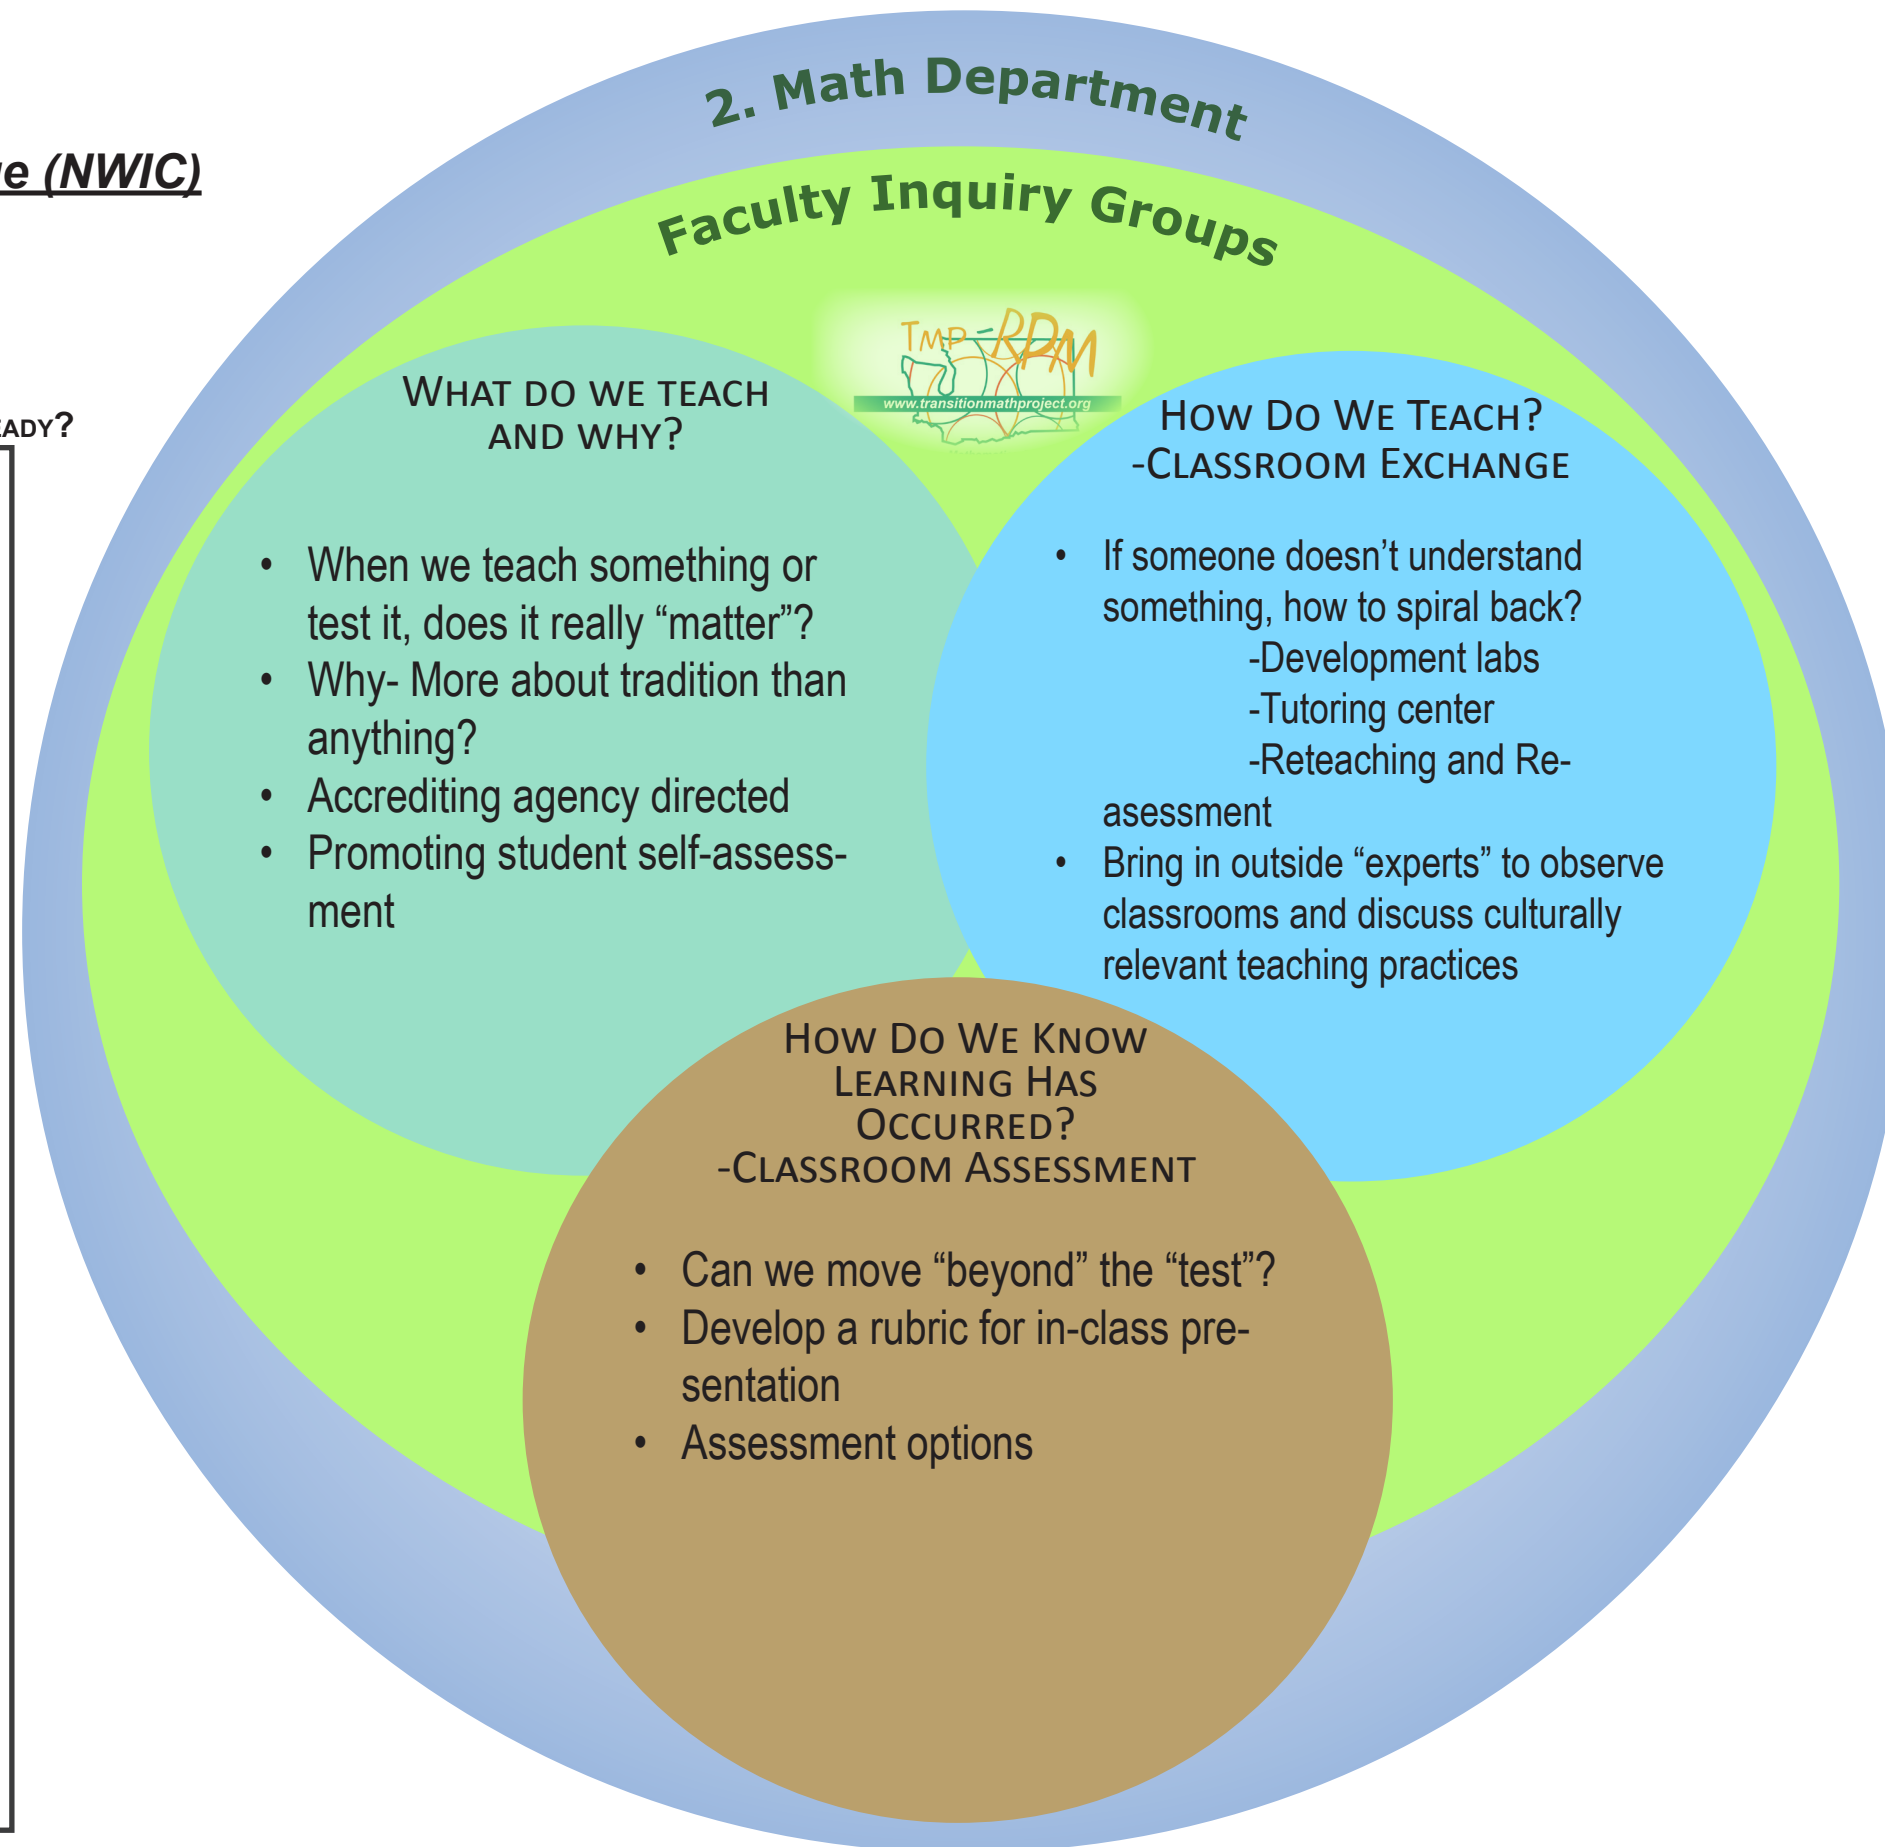 2. Math Department
Faculty Inquiry Groups
(NWIC)
TMP-RPM
www.transitionmathproject.org
WHAT DO WE TEACH
AND WHY?
• When we teach something or
test it, does it really “matter”?
• Why- More about tradition than
anything?
• Accrediting agency directed
• Promoting student self-assess-
ment
HOW DO WE TEACH?
-CLASSROOM EXCHANGE
• If someone doesn’t understand
something, how to spiral back?
-Development labs
-Tutoring center
-Reteaching and Re-
asessment
• Bring in outside “experts” to observe
classrooms and discuss culturally
relevant teaching practices
HOW DO WE KNOW
LEARNING HAS
OCCURRED?
-CLASSROOM ASSESSMENT
• Can we move “beyond” the “test”?
• Develop a rubric for in-class pre-
sentation
• Assessment options